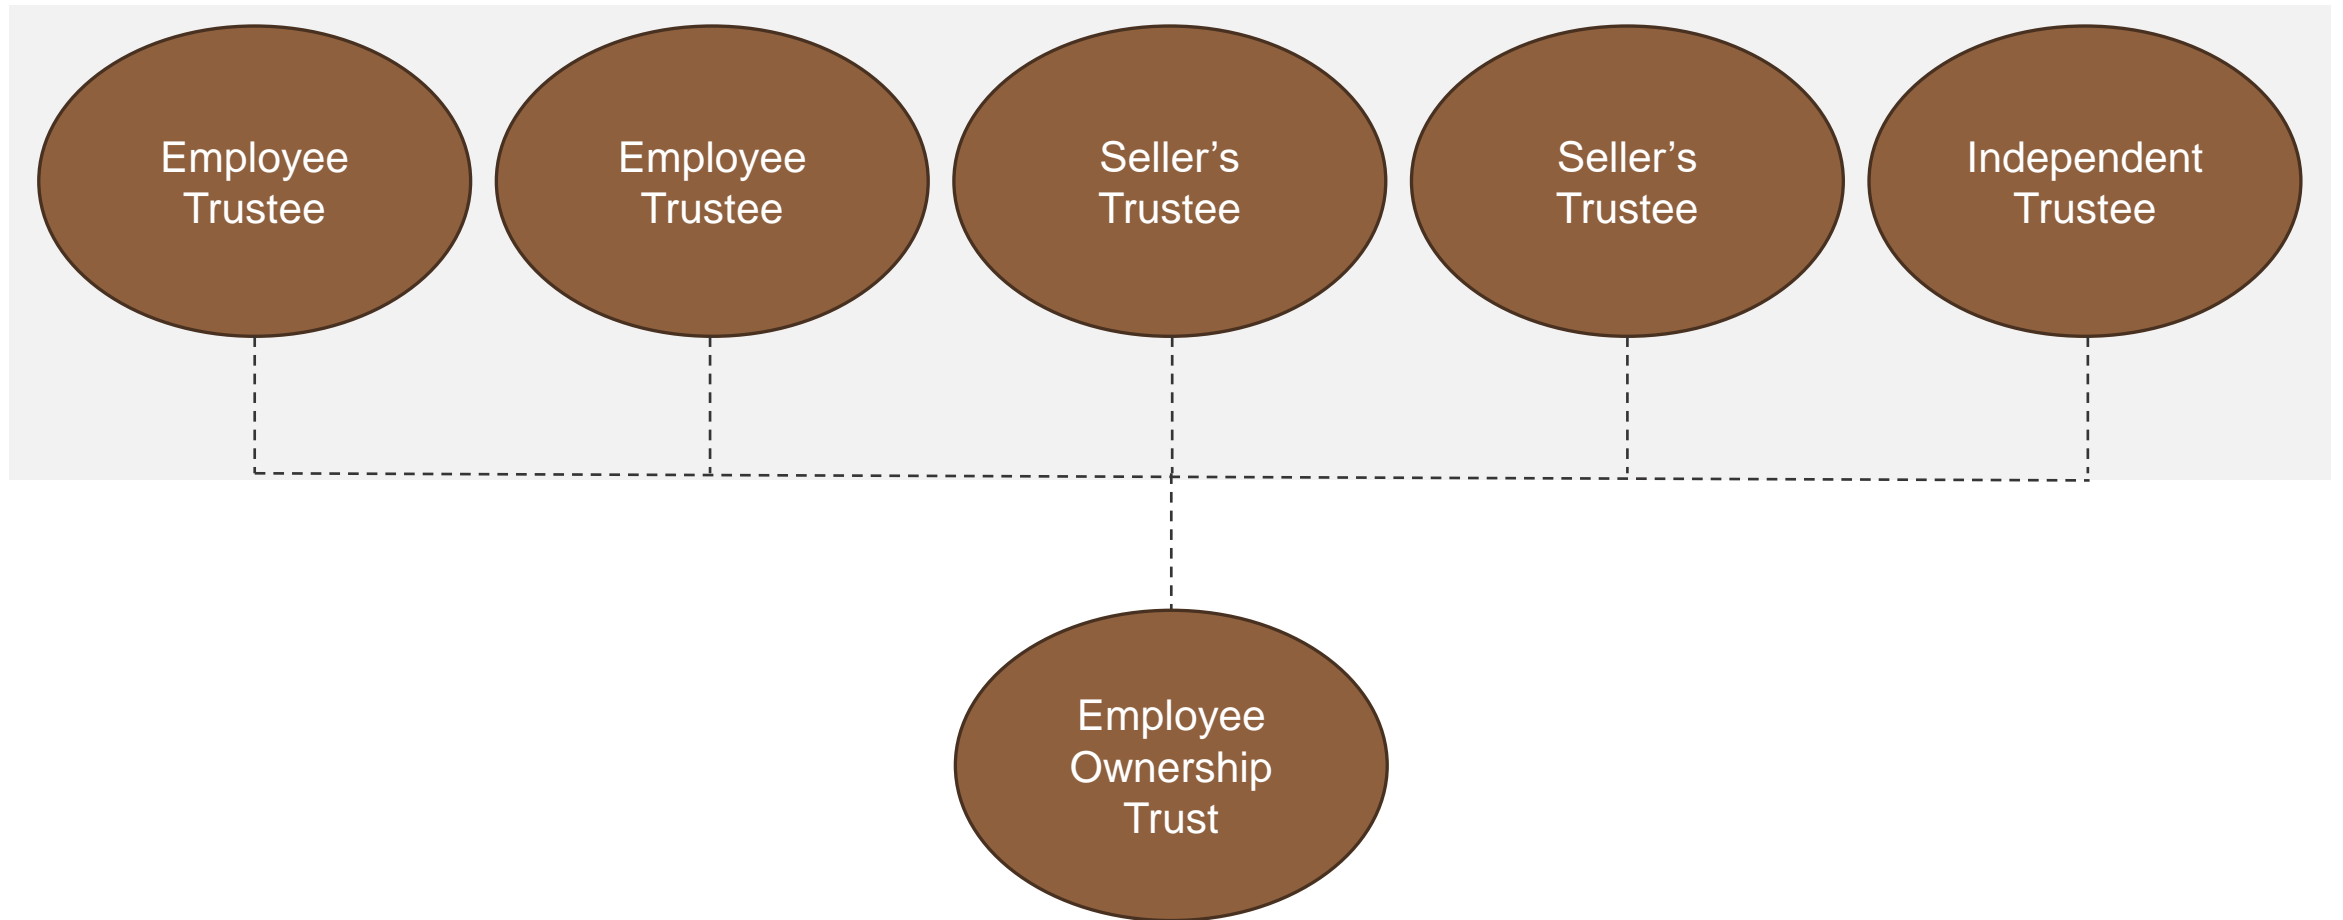 Employee
Trustee
Employee
Trustee
Seller’s
Trustee
Seller’s
Trustee
Independent
Trustee
Employee
Ownership
Trust